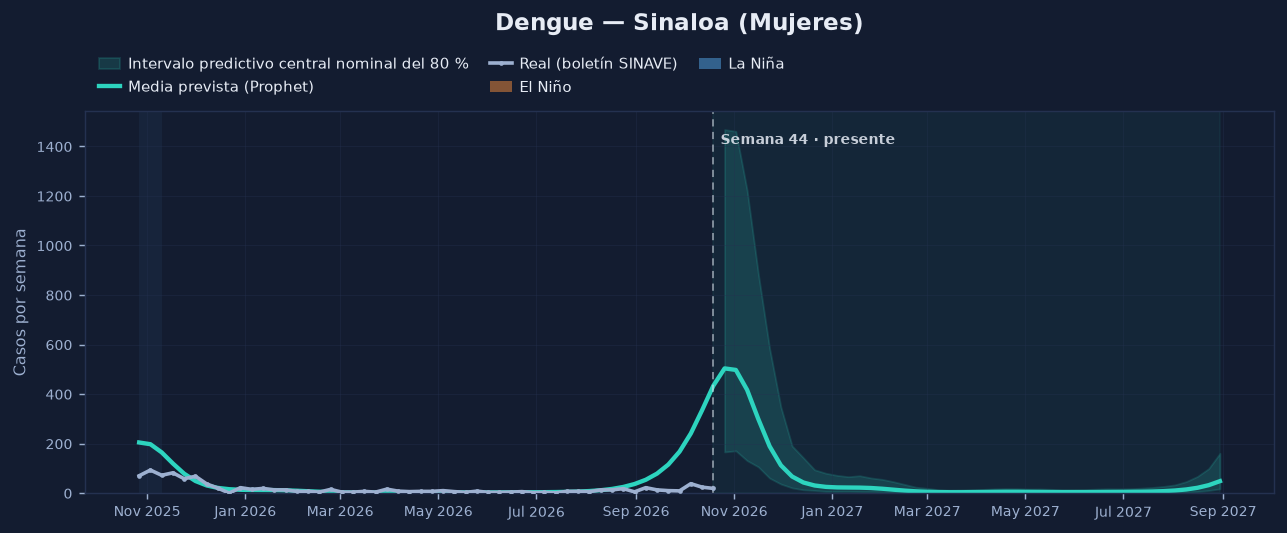 Dengue — Sinaloa (Mujeres)
Intervalo predictivo central nominal del 80 %
Real (boletín SINAVE)
La Niña
Media prevista (Prophet)
El Niño
Semana 44 · presente
Casos por semana
1400
1200
1000
800
600
400
200
0
Nov 2025
Jan 2026
Mar 2026
May 2026
Jul 2026
Sep 2026
Nov 2026
Jan 2027
Mar 2027
May 2027
Jul 2027
Sep 2027